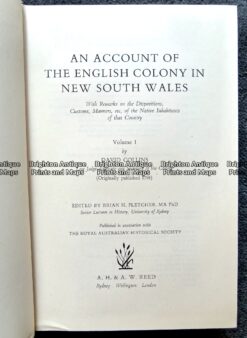 AN ACCOUNT OF
THE ENGLISH COLONY IN
NEW SOUTH WALES
With Remarks on the Dispositions,
Customs, Manners, etc. of the Native Inhabitants
of that Country
Volume 1
by
DAVID COLLINS
Brighton Antique Prints and Maps
Brighton Antique Prints and Maps
Brighton Antique Prints and Maps
(Originally published 1798)
EDITED BY BRIAN H. FLETCHER, MA PhD
Senior Lecturer in History, University of Sydney
Published in association with
THE ROYAL AUSTRALIAN HISTORICAL SOCIETY
A. H. & A. W. REED
Sydney Wellington London